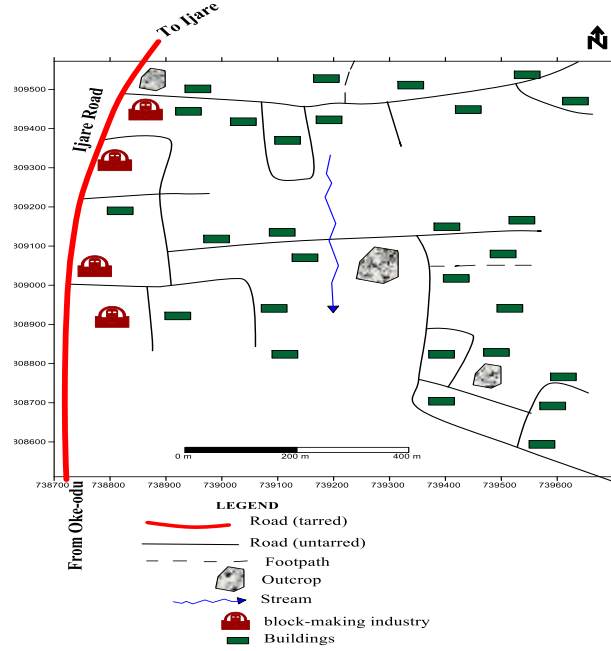 To Ijare
N
Ijare Road
309500
309400
309300
309200
309100
309000
308900
308800
308700
308600
738700 738800 738900 739000 739100 739200 739300 739400 739500 739600
0 m 200 m 400 m
From Oke-odu
LEGEND
Road (tarred)
Road (untarred)
Footpath
Outcrop
Stream
block-making industry
Buildings